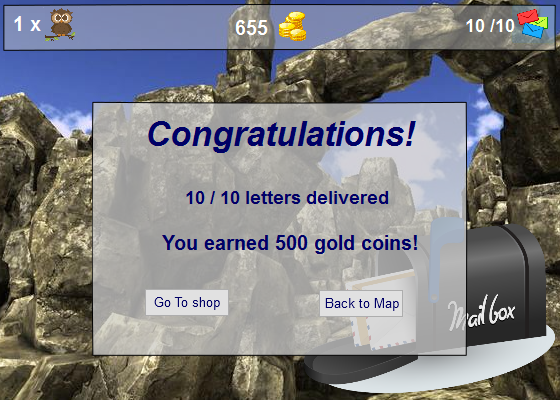 1 x
655
10 /10
Congratulations!
10 / 10 letters delivered
You earned 500 gold coins!
Go To shop
Back to Map
Mail box